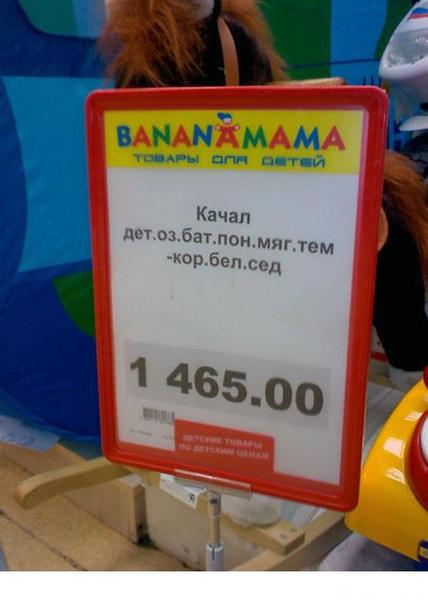 BANANAMAMA
ТОВАРЫ ДЛЯ ДЕТЕЙ
Качал
дет.оз.бат.пон.мяг.тем
-кор.бел.сед
1 465.00
ДЕТСКИЕ ТОВАРЫ
ПО ДЕТСКИМ ЦЕНАМ